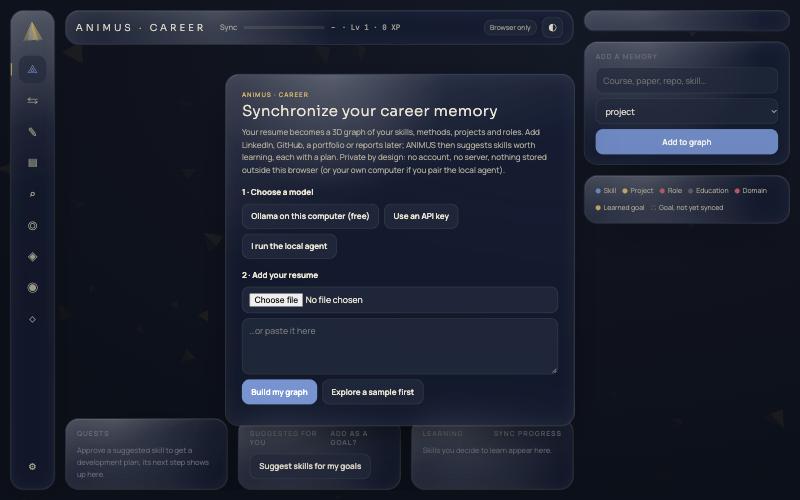 ANIMUS · CAREER
Sync
– · Lv 1 · 0 XP
Browser only
ADD A MEMORY
Course, paper, repo, skill...
project
Add to graph
Skill
Project
Role
Education
Domain
Learned goal
Goal, not yet synced
ANIMUS · CAREER
Synchronize your career memory
Your resume becomes a 3D graph of your skills, methods, projects and roles. Add
LinkedIn, GitHub, a portfolio or reports later; ANIMUS then suggests skills worth
learning, each with a plan. Private by design: no account, no server, nothing stored
outside this browser (or your own computer if you pair the local agent).
1 · Choose a model
Ollama on this computer (free)
Use an API key
I run the local agent
2 · Add your resume
Choose file No file chosen
...or paste it here
Build my graph
Explore a sample first
QUESTS
Approve a suggested skill to get a
development plan, its next step shows
up here.
SUGGESTED FOR
YOU
ADD AS A
GOAL?
Suggest skills for my goals
LEARNING
SYNC PROGRESS
Skills you decide to learn appear here.